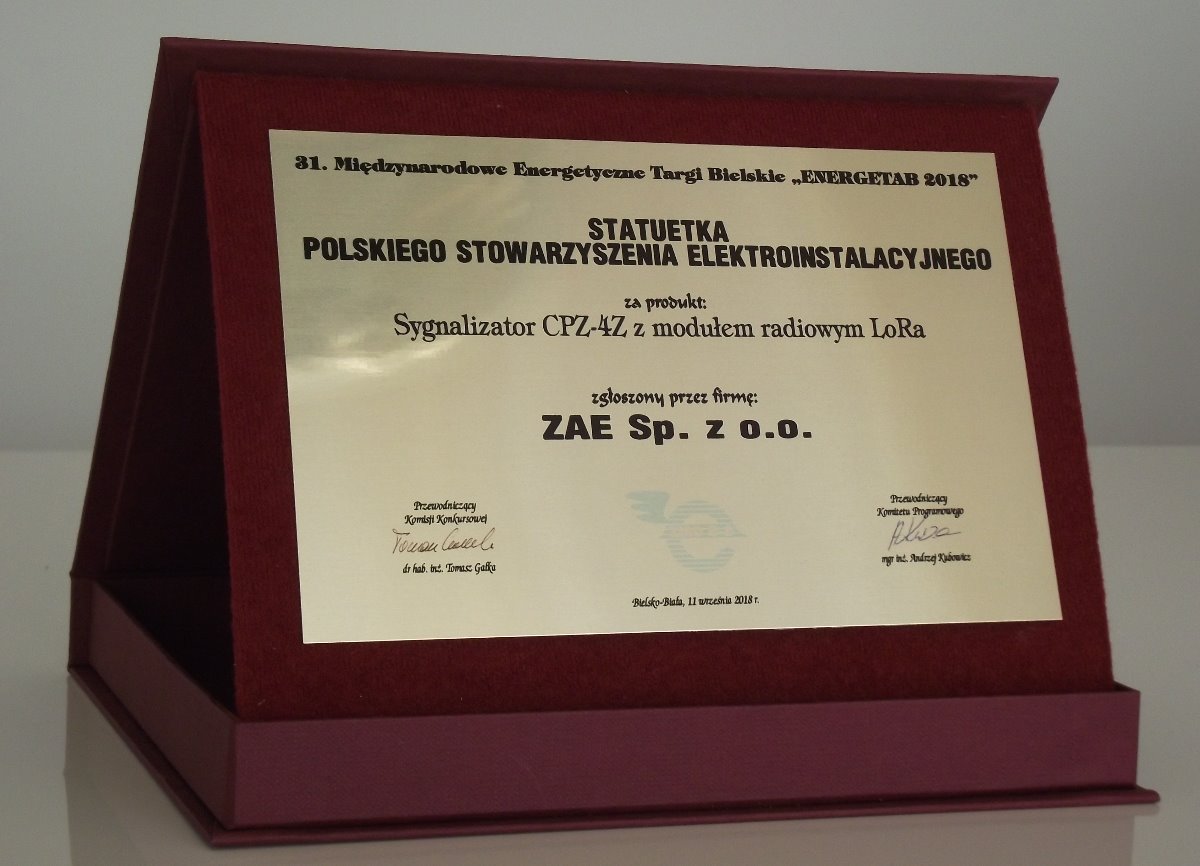 31. Międzynarodowe Energetyczne Targi Bielskie „ENERGETAB 2018”
STATUETKA
POLSKIEGO STOWARZYSZENIA ELEKTROINSTALACYJNEGO
za produkt:
Sygnalizator CPZ-4Z z modułem radiowym LoRa
zgłoszony przez firmę:
ZAE Sp. z o.o.
Przewodniczący
Komisji Konkursowej
dr hab. inż. Tomasz Gałka
Przewodniczący
Komitetu Programowego
mgr inż. Andrzej Kubowicz
Bielsko-Biała, 11 września 2018 r.